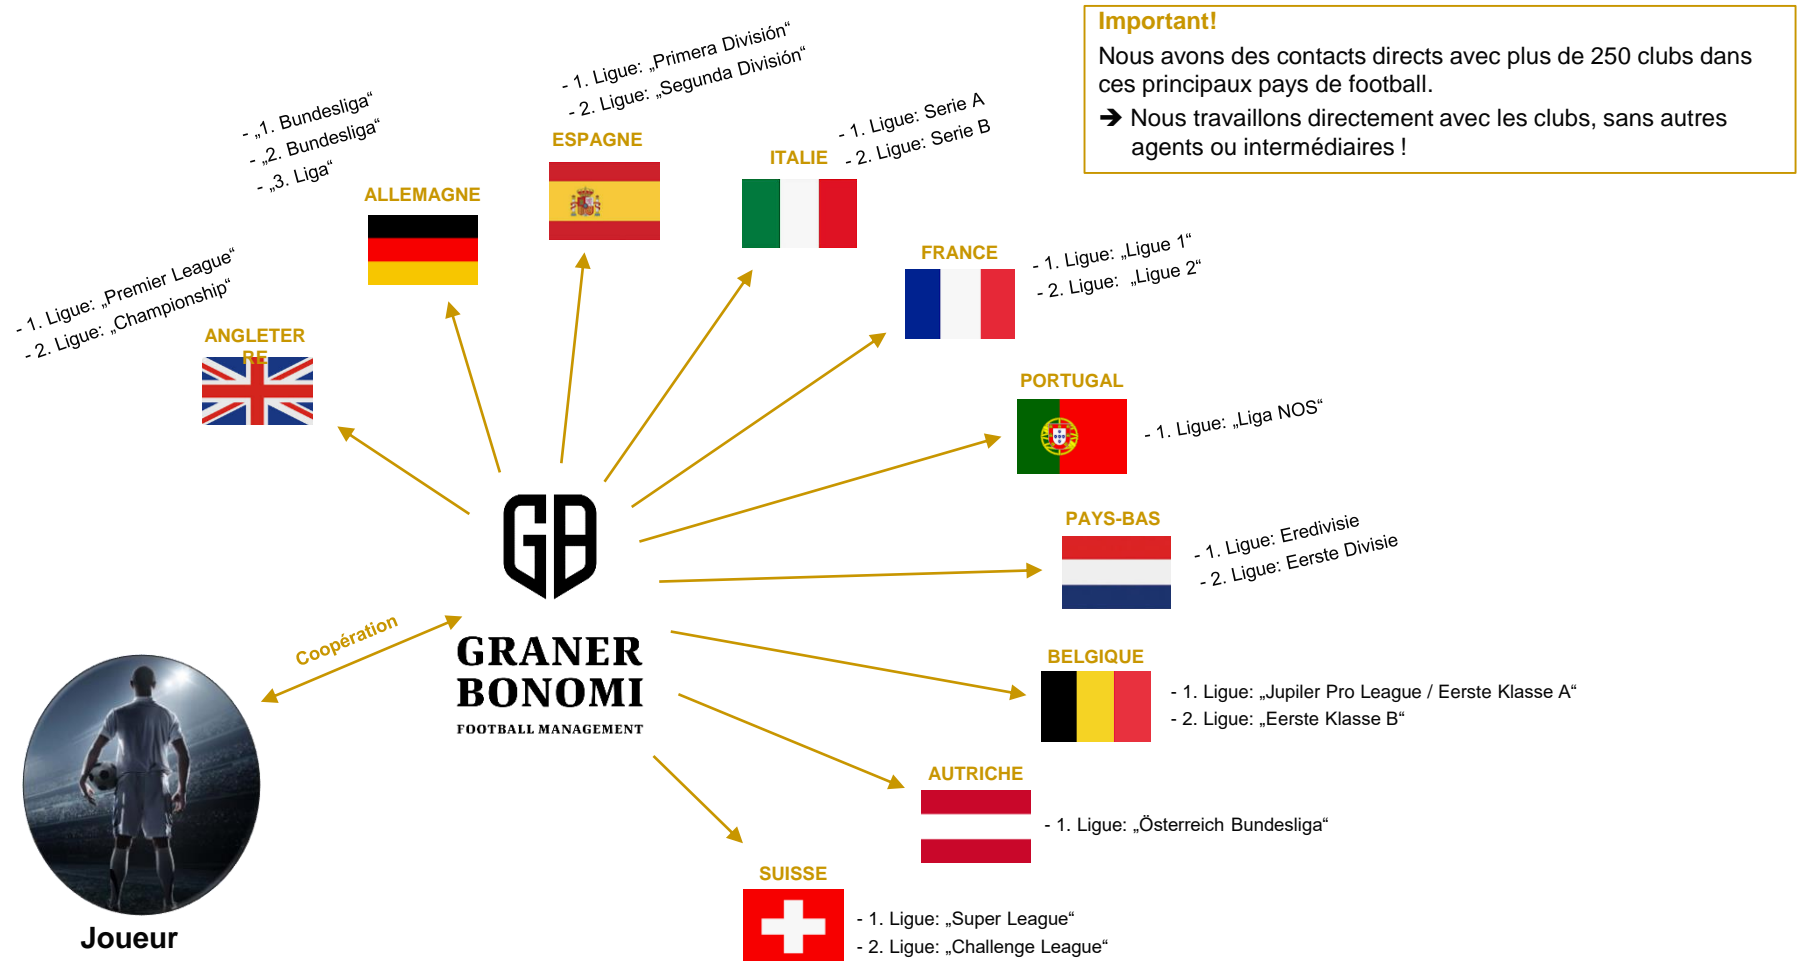 Important!
Nous avons des contacts directs avec plus de 250 clubs dans
ces principaux pays de football.
➔ Nous travaillons directement avec les clubs, sans autres
agents ou intermédiaires !
- 1. Ligue: „Primera División“
- 2. Ligue: „Segunda División“
ESPAGNE
- „1. Bundesliga“
- „2. Bundesliga“
- „3. Liga“
ALLEMAGNE
- 1. Ligue: Serie A
- 2. Ligue: Serie B
ITALIE
- 1. Ligue: „Premier League“
- 2. Ligue: „Championship“
ANGLETER
RE
FRANCE
- 1. Ligue: „Ligue 1“
- 2. Ligue: „Ligue 2“
PORTUGAL
- 1. Ligue: „Liga NOS“
PAYS-BAS
- 1. Ligue: Eredivisie
- 2. Ligue: Eerste Divisie
GB
GRANER
BONOMI
FOOTBALL MANAGEMENT
Coopération
BELGIQUE
- 1. Ligue: „Jupiler Pro League / Eerste Klasse A“
- 2. Ligue: „Eerste Klasse B“
AUTRICHE
- 1. Ligue: „Österreich Bundesliga“
SUISSE
- 1. Ligue: „Super League“
- 2. Ligue: „Challenge League“
Joueur